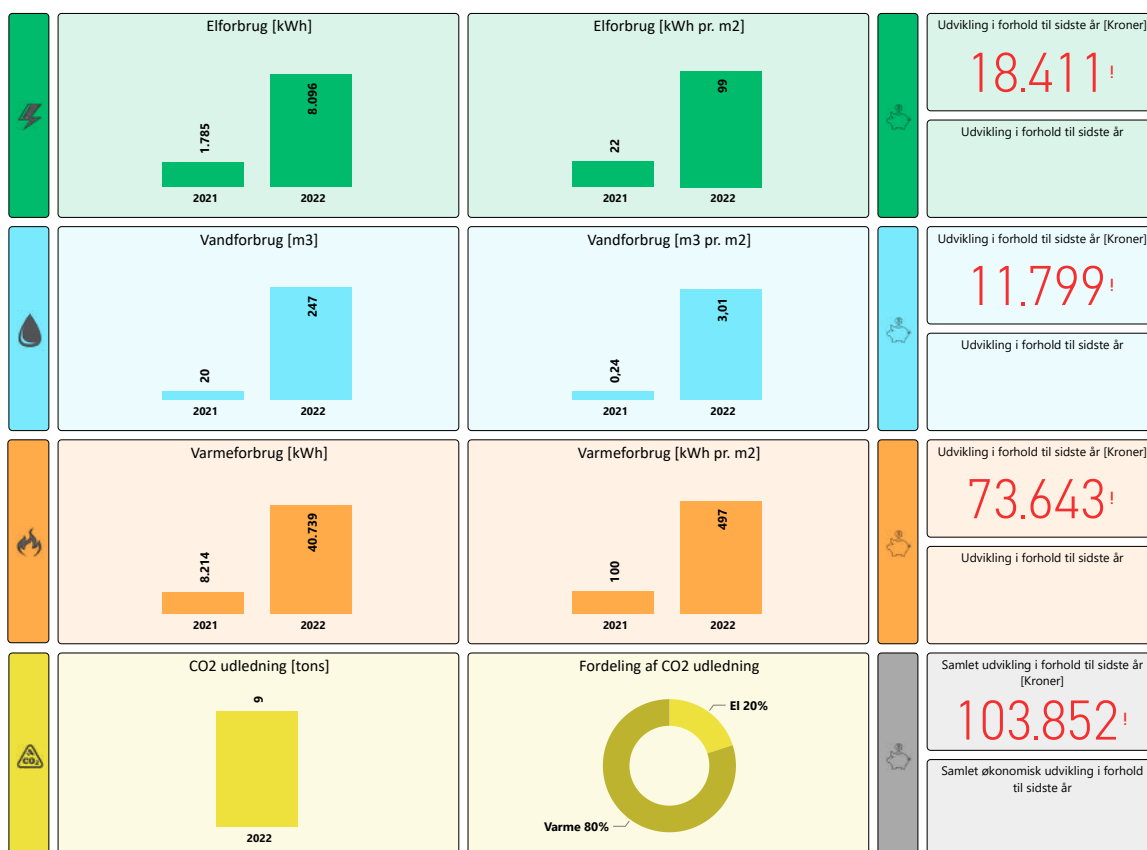 Elforbrug [kWh]
1.785
8.096
2021
2022
Elforbrug [kWh pr. m2]
22
99
2021
2022
Udvikling i forhold til sidste år [Kroner]
18.411!
Udvikling i forhold til sidste år
Vandforbrug [m3]
20
247
2021
2022
Vandforbrug [m3 pr. m2]
0,24
3,01
2021
2022
Udvikling i forhold til sidste år [Kroner]
11.799!
Udvikling i forhold til sidste år
Varmeforbrug [kWh]
8.214
40.739
2021
2022
Varmeforbrug [kWh pr. m2]
100
497
2021
2022
Udvikling i forhold til sidste år [Kroner]
73.643!
Udvikling i forhold til sidste år
CO2
CO2 udledning [tons]
9
2022
Fordeling af CO2 udledning
El 20%
Varme 80%
Samlet udvikling i forhold til sidste år
[Kroner]
103.852!
Samlet økonomisk udvikling i forhold
til sidste år